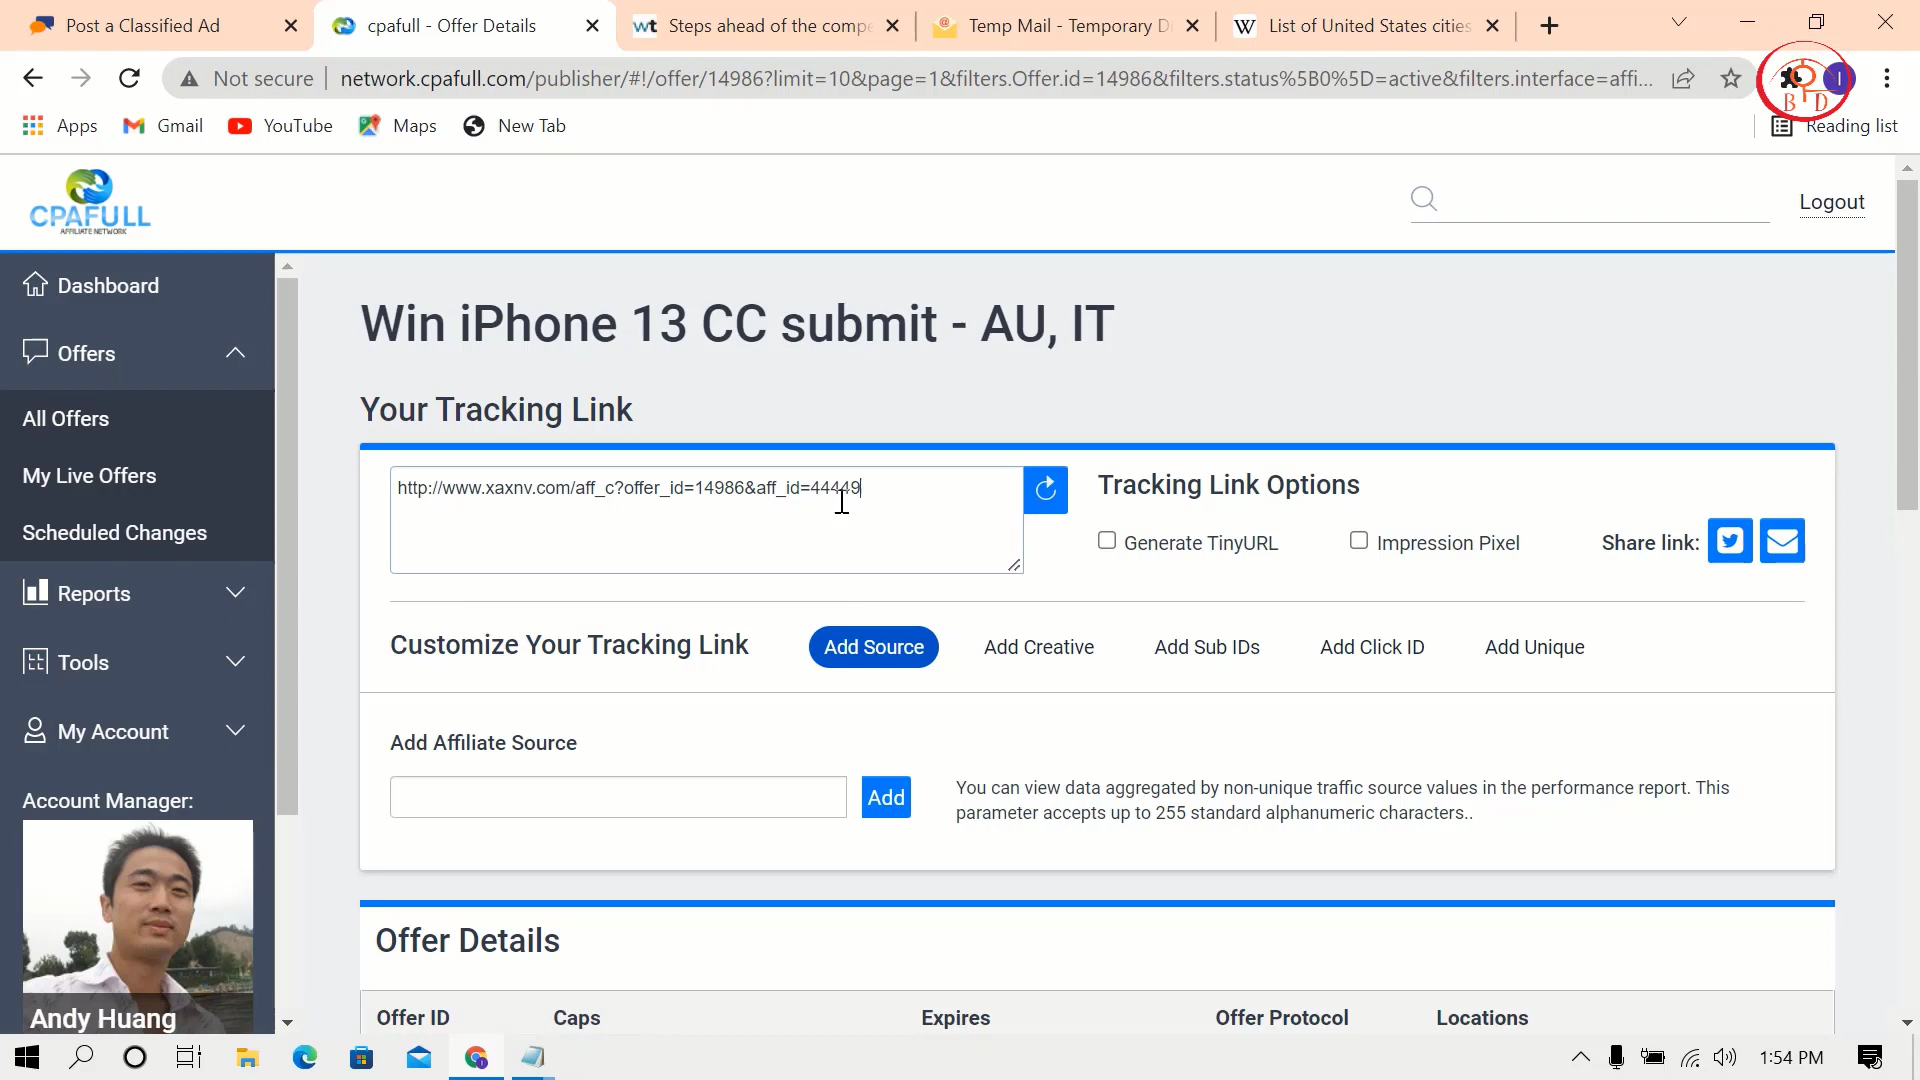 Post a Classified Ad
cpafull - Offer Details
wt Steps ahead of the compe
Temp Mail - Temporary Di
W List of United States cities
Not secure
network.cpafull.com/publisher/#!/offer/14986?limit=10&page=1&filters.Offer.id=14986&filters.status%5B0%5D=active&filters.interface=affi...
I
B D
Apps
Gmail
YouTube
Maps
New Tab
Reading list
CPAFULL
AFFILIATE NETWORK
Logout
Dashboard
Offers
All Offers
My Live Offers
Scheduled Changes
Reports
Tools
My Account
Account Manager:
Andy Huang
Win iPhone 13 CC submit - AU, IT
Your Tracking Link
http://www.xaxnv.com/aff_c?offer_id=14986&aff_id=44449
Tracking Link Options
Generate TinyURL
Impression Pixel
Share link:
Customize Your Tracking Link
Add Source
Add Creative
Add Sub IDs
Add Click ID
Add Unique
Add Affiliate Source
Add
You can view data aggregated by non-unique traffic source values in the performance report. This
parameter accepts up to 255 standard alphanumeric characters..
Offer Details
Offer ID
Caps
Expires
Offer Protocol
Locations
1:54 PM